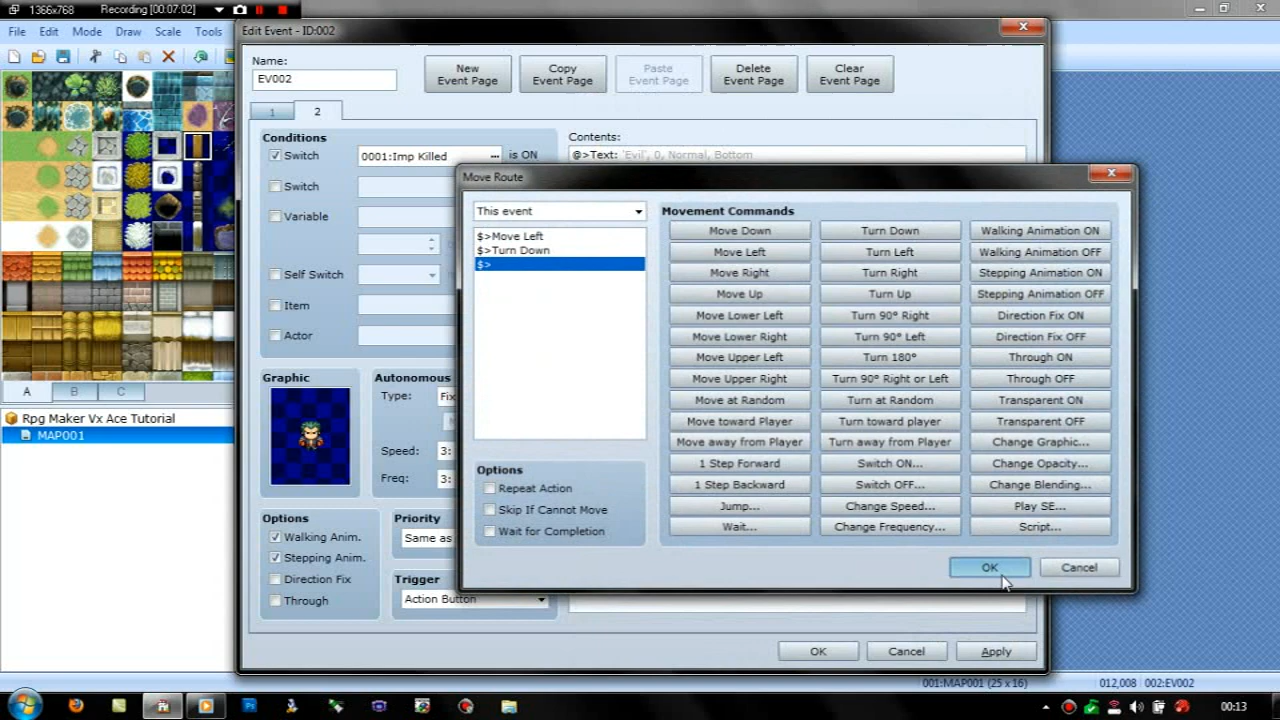 1366x768 Recording [00:07:02]
File Edit Mode Draw Scale Tools
A B C
Rpg Maker Vx Ace Tutorial
MAP001
Edit Event - ID:002
Name:
EV002
New Event Page
Copy Event Page
Paste Event Page
Delete Event Page
Clear Event Page
1 2
Conditions
Switch 0001:Imp Killed ... is ON
Switch
Variable
Self Switch
Item
Actor
Graphic
Autonomous
Type: Fix
Speed: 3:
Freq: 3:
Options
Walking Anim.
Stepping Anim.
Direction Fix
Through
Priority
Same as
Trigger
Action Button
Contents:
@>Text: 'Evil', 0, Normal, Bottom
OK Cancel Apply
Move Route
This event
$>Move Left
$>Turn Down
$>
Options
Repeat Action
Skip If Cannot Move
Wait for Completion
Movement Commands
Move Down Turn Down Walking Animation ON
Move Left Turn Left Walking Animation OFF
Move Right Turn Right Stepping Animation ON
Move Up Turn Up Stepping Animation OFF
Move Lower Left Turn 90° Right Direction Fix ON
Move Lower Right Turn 90° Left Direction Fix OFF
Move Upper Left Turn 180° Through ON
Move Upper Right Turn 90° Right or Left Through OFF
Move at Random Turn at Random Transparent ON
Move toward Player Turn toward player Transparent OFF
Move away from Player Turn away from Player Change Graphic...
1 Step Forward Switch ON... Change Opacity...
1 Step Backward Switch OFF... Change Blending...
Jump... Change Speed... Play SE...
Wait... Change Frequency... Script...
OK Cancel
001:MAP001 (25 x 16) 012,008 002:EV002
00:13